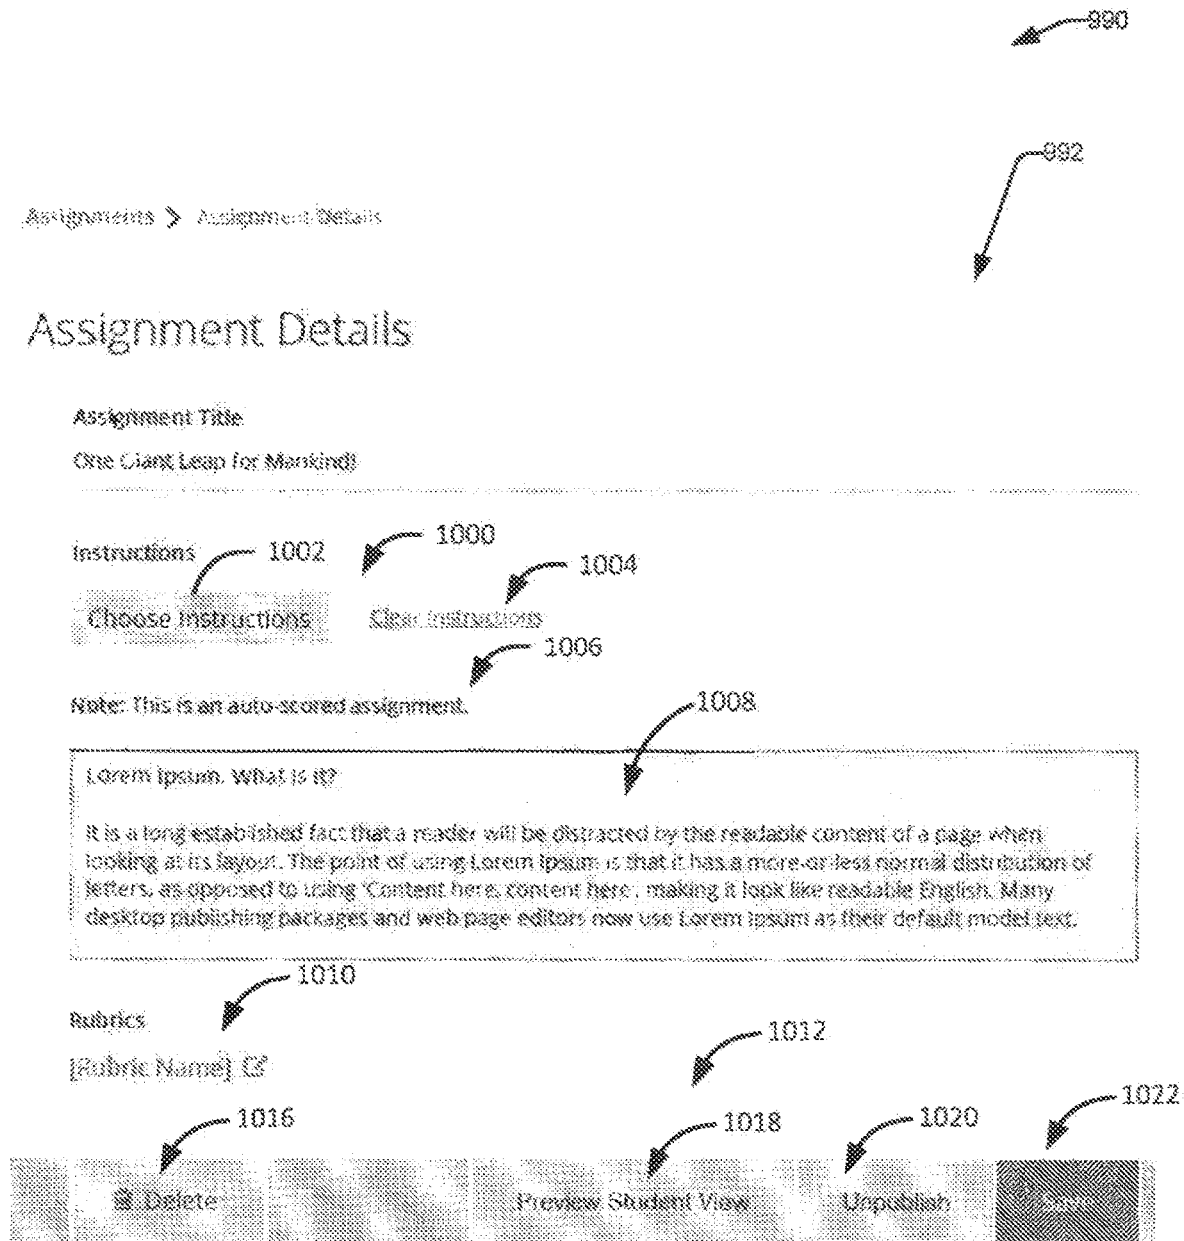 990
992
Assignments > Assignment Details
Assignment Details
Assignment Title
One Giant Leap for Mankind!
Instructions
1002
1000
1004
Choose Instructions
Clear Instructions
1006
Note: This is an auto-scored assignment.
1008
Lorem Ipsum. What is it?
It is a long established fact that a reader will be distracted by the readable content of a page when
looking at its layout. The point of using Lorem Ipsum is that it has a more-or-less normal distribution of
letters, as opposed to using 'Content here, content here', making it look like readable English. Many
desktop publishing packages and web page editors now use Lorem Ipsum as their default model text.
1010
Rubrics
1012
[Rubric Name]
1016
1018
1020
1022
Delete
Preview Student View
Unpublish